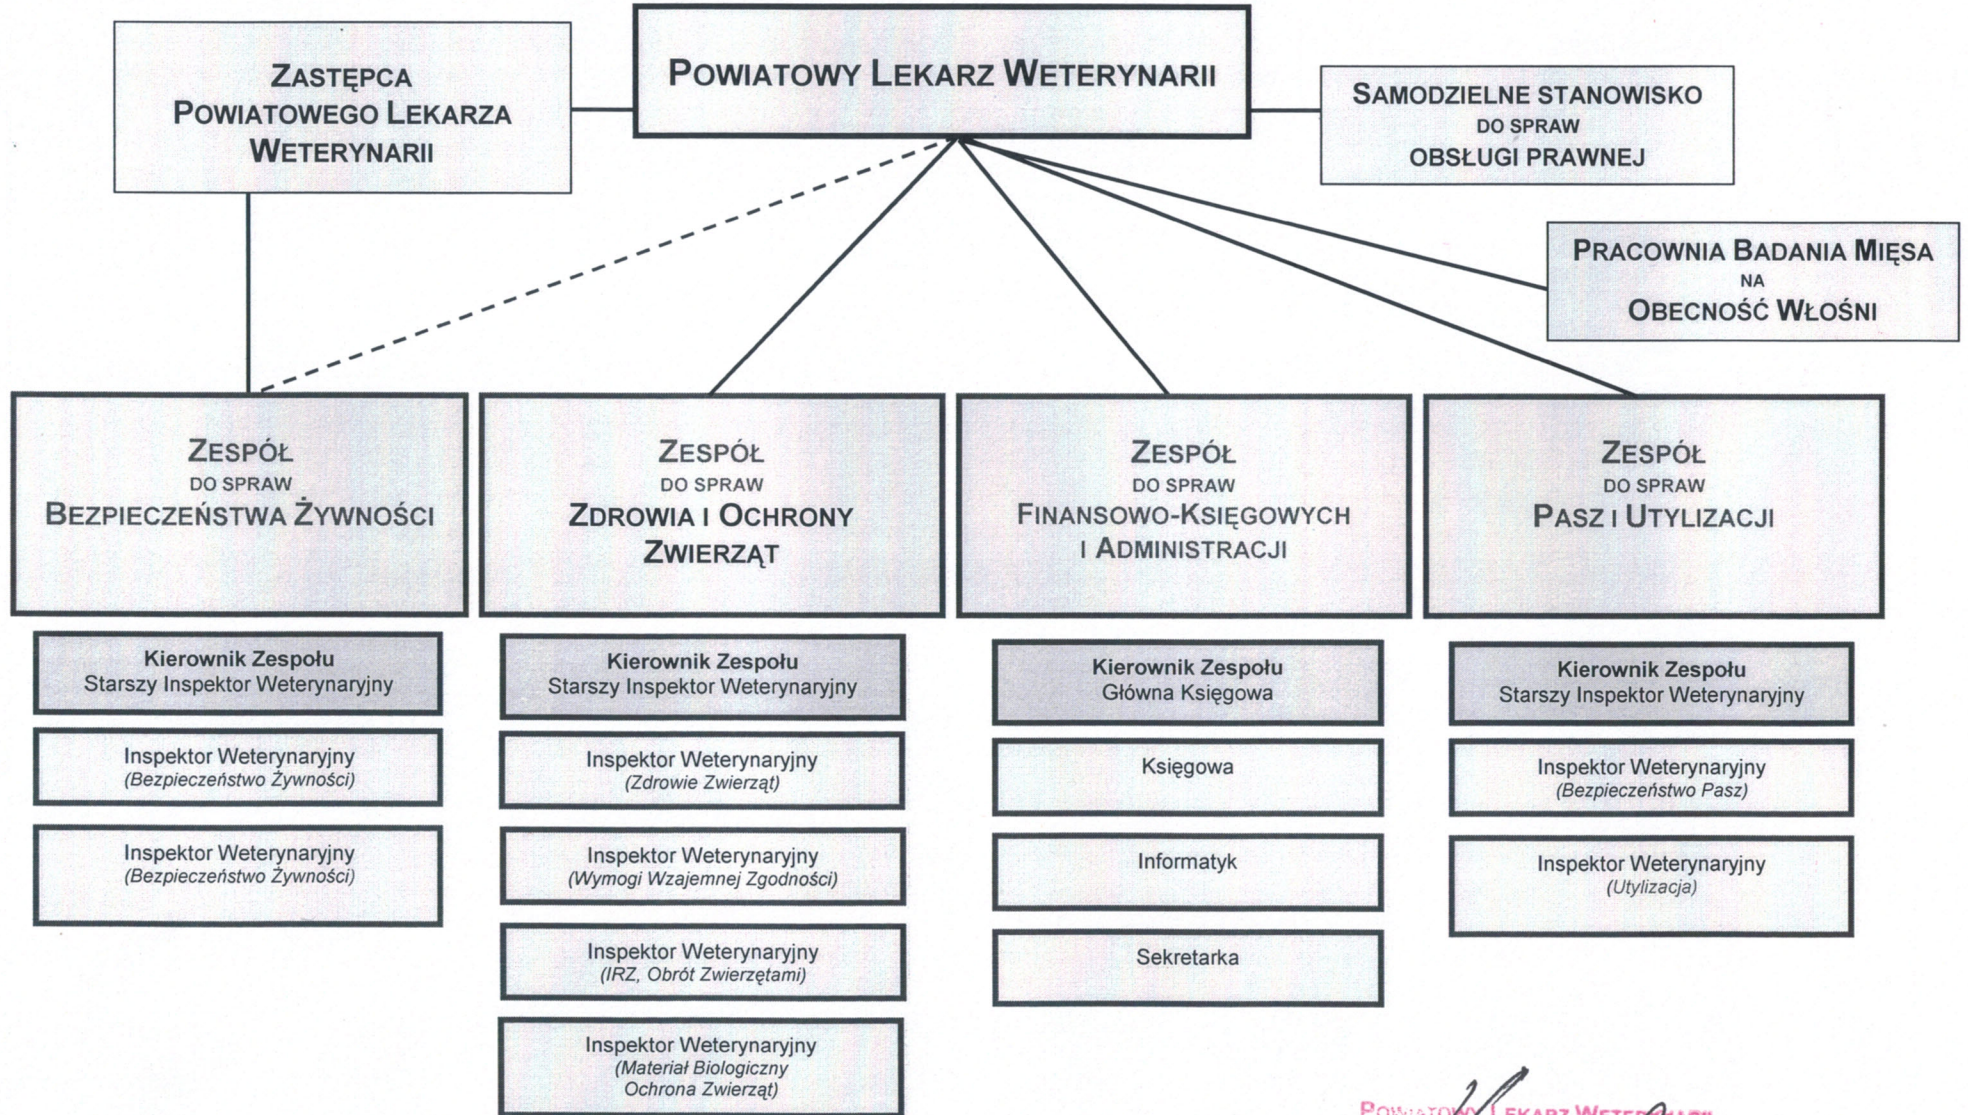 ZASTĘPCA
POWIATOWEGO LEKARZA
WETERYNARII
POWIATOWY LEKARZ WETERYNARII
SAMODZIELNE STANOWISKO
DO SPRAW
OBSŁUGI PRAWNEJ
PRACOWNIA BADANIA MIĘSA
NA
OBECNOŚĆ WŁOŚNI
ZESPÓŁ
DO SPRAW
BEZPIECZEŃSTWA ŻYWNOŚCI
Kierownik Zespołu
Starszy Inspektor Weterynaryjny
Inspektor Weterynaryjny
(Bezpieczeństwo Żywności)
Inspektor Weterynaryjny
(Bezpieczeństwo Żywności)
ZESPÓŁ
DO SPRAW
ZDROWIA I OCHRONY
ZWIERZĄT
Kierownik Zespołu
Starszy Inspektor Weterynaryjny
Inspektor Weterynaryjny
(Zdrowie Zwierząt)
Inspektor Weterynaryjny
(Wymogi Wzajemnej Zgodności)
Inspektor Weterynaryjny
(IRZ, Obrót Zwierzętami)
Inspektor Weterynaryjny
(Materiał Biologiczny
Ochrona Zwierząt)
ZESPÓŁ
DO SPRAW
FINANSOWO-KSIĘGOWYCH
I ADMINISTRACJI
Kierownik Zespołu
Główna Księgowa
Księgowa
Informatyk
Sekretarka
ZESPÓŁ
DO SPRAW
PASZ I UTYLIZACJI
Kierownik Zespołu
Starszy Inspektor Weterynaryjny
Inspektor Weterynaryjny
(Bezpieczeństwo Pasz)
Inspektor Weterynaryjny
(Utylizacja)
POWIATOWY LEKARZ WETERYNARII